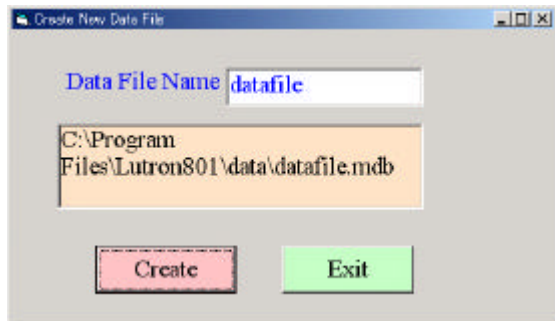 Create New Data File
Data File Name datafile
C:\Program
Files\Lutron801\data\datafile.mdb
Create Exit